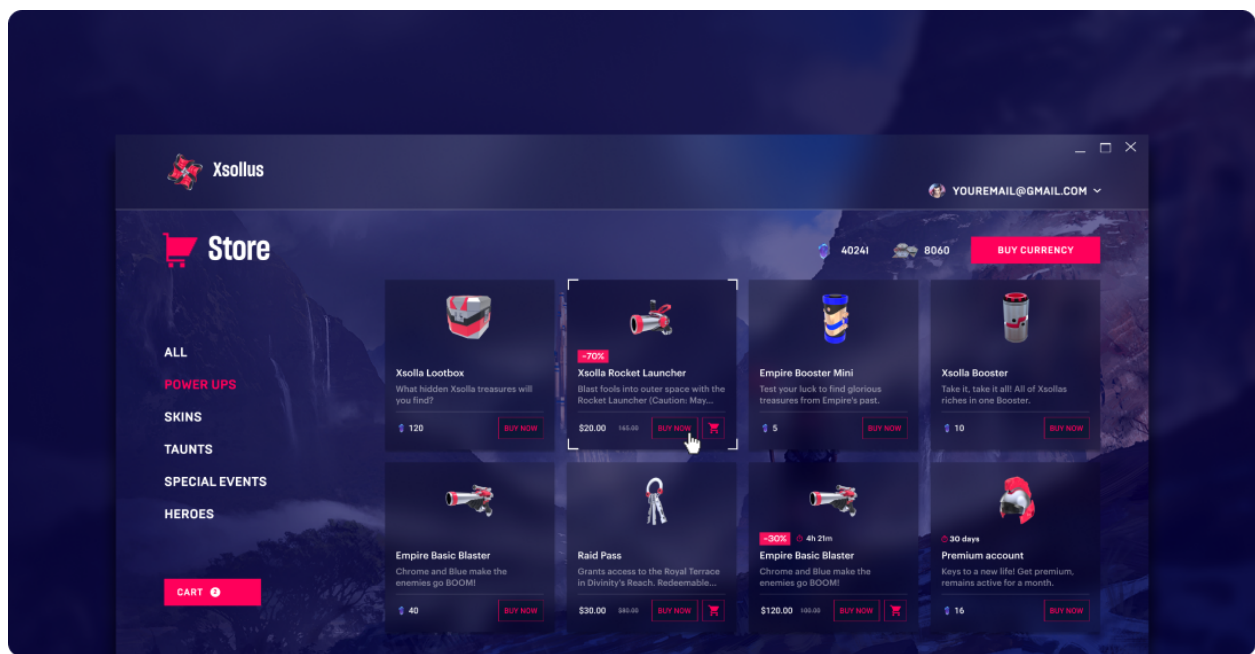 Xsollus
YOUREMAIL@GMAIL.COM
Store
40241
8060
BUY CURRENCY
ALL
POWER UPS
SKINS
TAUNTS
SPECIAL EVENTS
HEROES
CART 3
Xsolla Lootbox
What hidden Xsolla treasures will
you find?
120
BUY NOW
-70%
Xsolla Rocket Launcher
Blast fools into outer space with the
Rocket Launcher (Caution: May...
$20.00
BUY NOW
Empire Booster Mini
Test your luck to find glorious
treasures from Empire's past.
5
BUY NOW
Xsolla Booster
Take it, take it all! All of Xsollas
riches in one Booster.
10
BUY NOW
Empire Basic Blaster
Chrome and Blue make the
enemies go BOOM!
40
BUY NOW
Raid Pass
Grants access to the Royal Terrace
in Divinity's Reach. Redeemable...
$30.00
BUY NOW
-30% 4h 21m
Empire Basic Blaster
Chrome and Blue make the
enemies go BOOM!
$120.00 100.00
BUY NOW
30 days
Premium account
Keys to a new life! Get premium,
remains active for a month.
16
BUY NOW